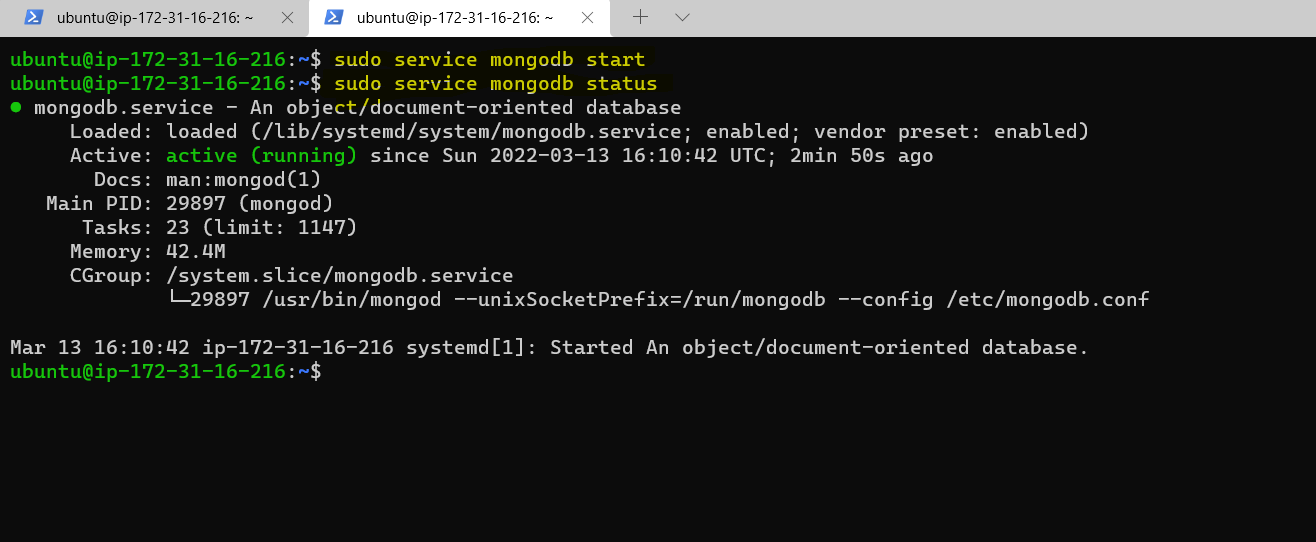 ubuntu@ip-172-31-16-216: ~ ubuntu@ip-172-31-16-216: ~
ubuntu@ip-172-31-16-216:~$ sudo service mongodb start
ubuntu@ip-172-31-16-216:~$ sudo service mongodb status
● mongodb.service - An object/document-oriented database
     Loaded: loaded (/lib/systemd/system/mongodb.service; enabled; vendor preset: enabled)
     Active: active (running) since Sun 2022-03-13 16:10:42 UTC; 2min 50s ago
       Docs: man:mongod(1)
   Main PID: 29897 (mongod)
      Tasks: 23 (limit: 1147)
     Memory: 42.4M
     CGroup: /system.slice/mongodb.service
             └─29897 /usr/bin/mongod --unixSocketPrefix=/run/mongodb --config /etc/mongodb.conf
Mar 13 16:10:42 ip-172-31-16-216 systemd[1]: Started An object/document-oriented database.
ubuntu@ip-172-31-16-216:~$